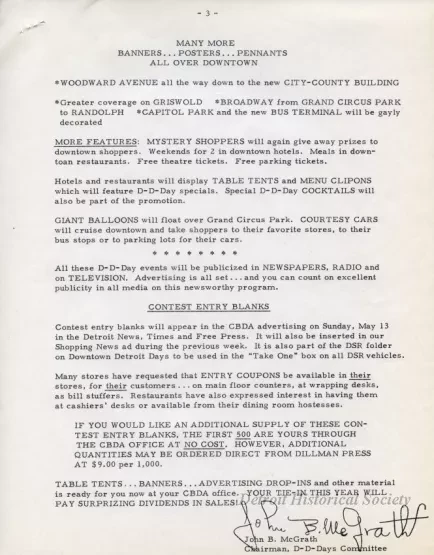 - 3 -
MANY MORE
BANNERS...POSTERS...PENNANTS
ALL OVER DOWNTOWN
*WOODWARD AVENUE all the way down to the new CITY-COUNTY BUILDING
*Greater coverage on GRISWOLD *BROADWAY from GRAND CIRCUS PARK
to RANDOLPH *CAPITOL PARK and the new BUS TERMINAL will be gayly
decorated
MORE FEATURES: MYSTERY SHOPPERS will again give away prizes to
downtown shoppers. Weekends for 2 in downtown hotels. Meals in down-
toan restaurants. Free theatre tickets. Free parking tickets.
Hotels and restaurants will display TABLE TENTS and MENU CLIPONS
which will feature D-D-Day specials. Special D-D-Day COCKTAILS will
also be part of the promotion.
GIANT BALLOONS will float over Grand Circus Park. COURTESY CARS
will cruise downtown and take shoppers to their favorite stores, to their
bus stops or to parking lots for their cars.
* * * * * * * *
All these D-D-Day events will be publicized in NEWSPAPERS, RADIO and
on TELEVISION. Advertising is all set...and you can count on excellent
publicity in all media on this newsworthy program.
CONTEST ENTRY BLANKS
Contest entry blanks will appear in the CBDA advertising on Sunday, May 13
in the Detroit News, Times and Free Press. It will also be inserted in our
Shopping News ad during the previous week. It is also part of the DSR folder
on Downtown Detroit Days to be used in the "Take One" box on all DSR vehicles.
Many stores have requested that ENTRY COUPONS be available in their
stores, for their customers...on main floor counters, at wrapping desks,
as bill stuffers. Restaurants have also expressed interest in having them
at cashiers' desks or available from their dining room hostesses.
IF YOU WOULD LIKE AN ADDITIONAL SUPPLY OF THESE CON-
TEST ENTRY BLANKS, THE FIRST 500 ARE YOURS THROUGH
THE CBDA OFFICE AT NO COST. HOWEVER, ADDITIONAL
QUANTITIES MAY BE ORDERED DIRECT FROM DILLMAN PRESS
AT $9.00 per 1,000.
TABLE TENTS...BANNERS...ADVERTISING DROP-INS and other material
is ready for you now at your CBDA office. YOUR TIE-IN THIS YEAR WILL
PAY SURPRIZING DIVIDENDS IN SALES!
Detroit Historical Society
John B. McGrath
John B. McGrath
Chairman, D-D-Days Committee